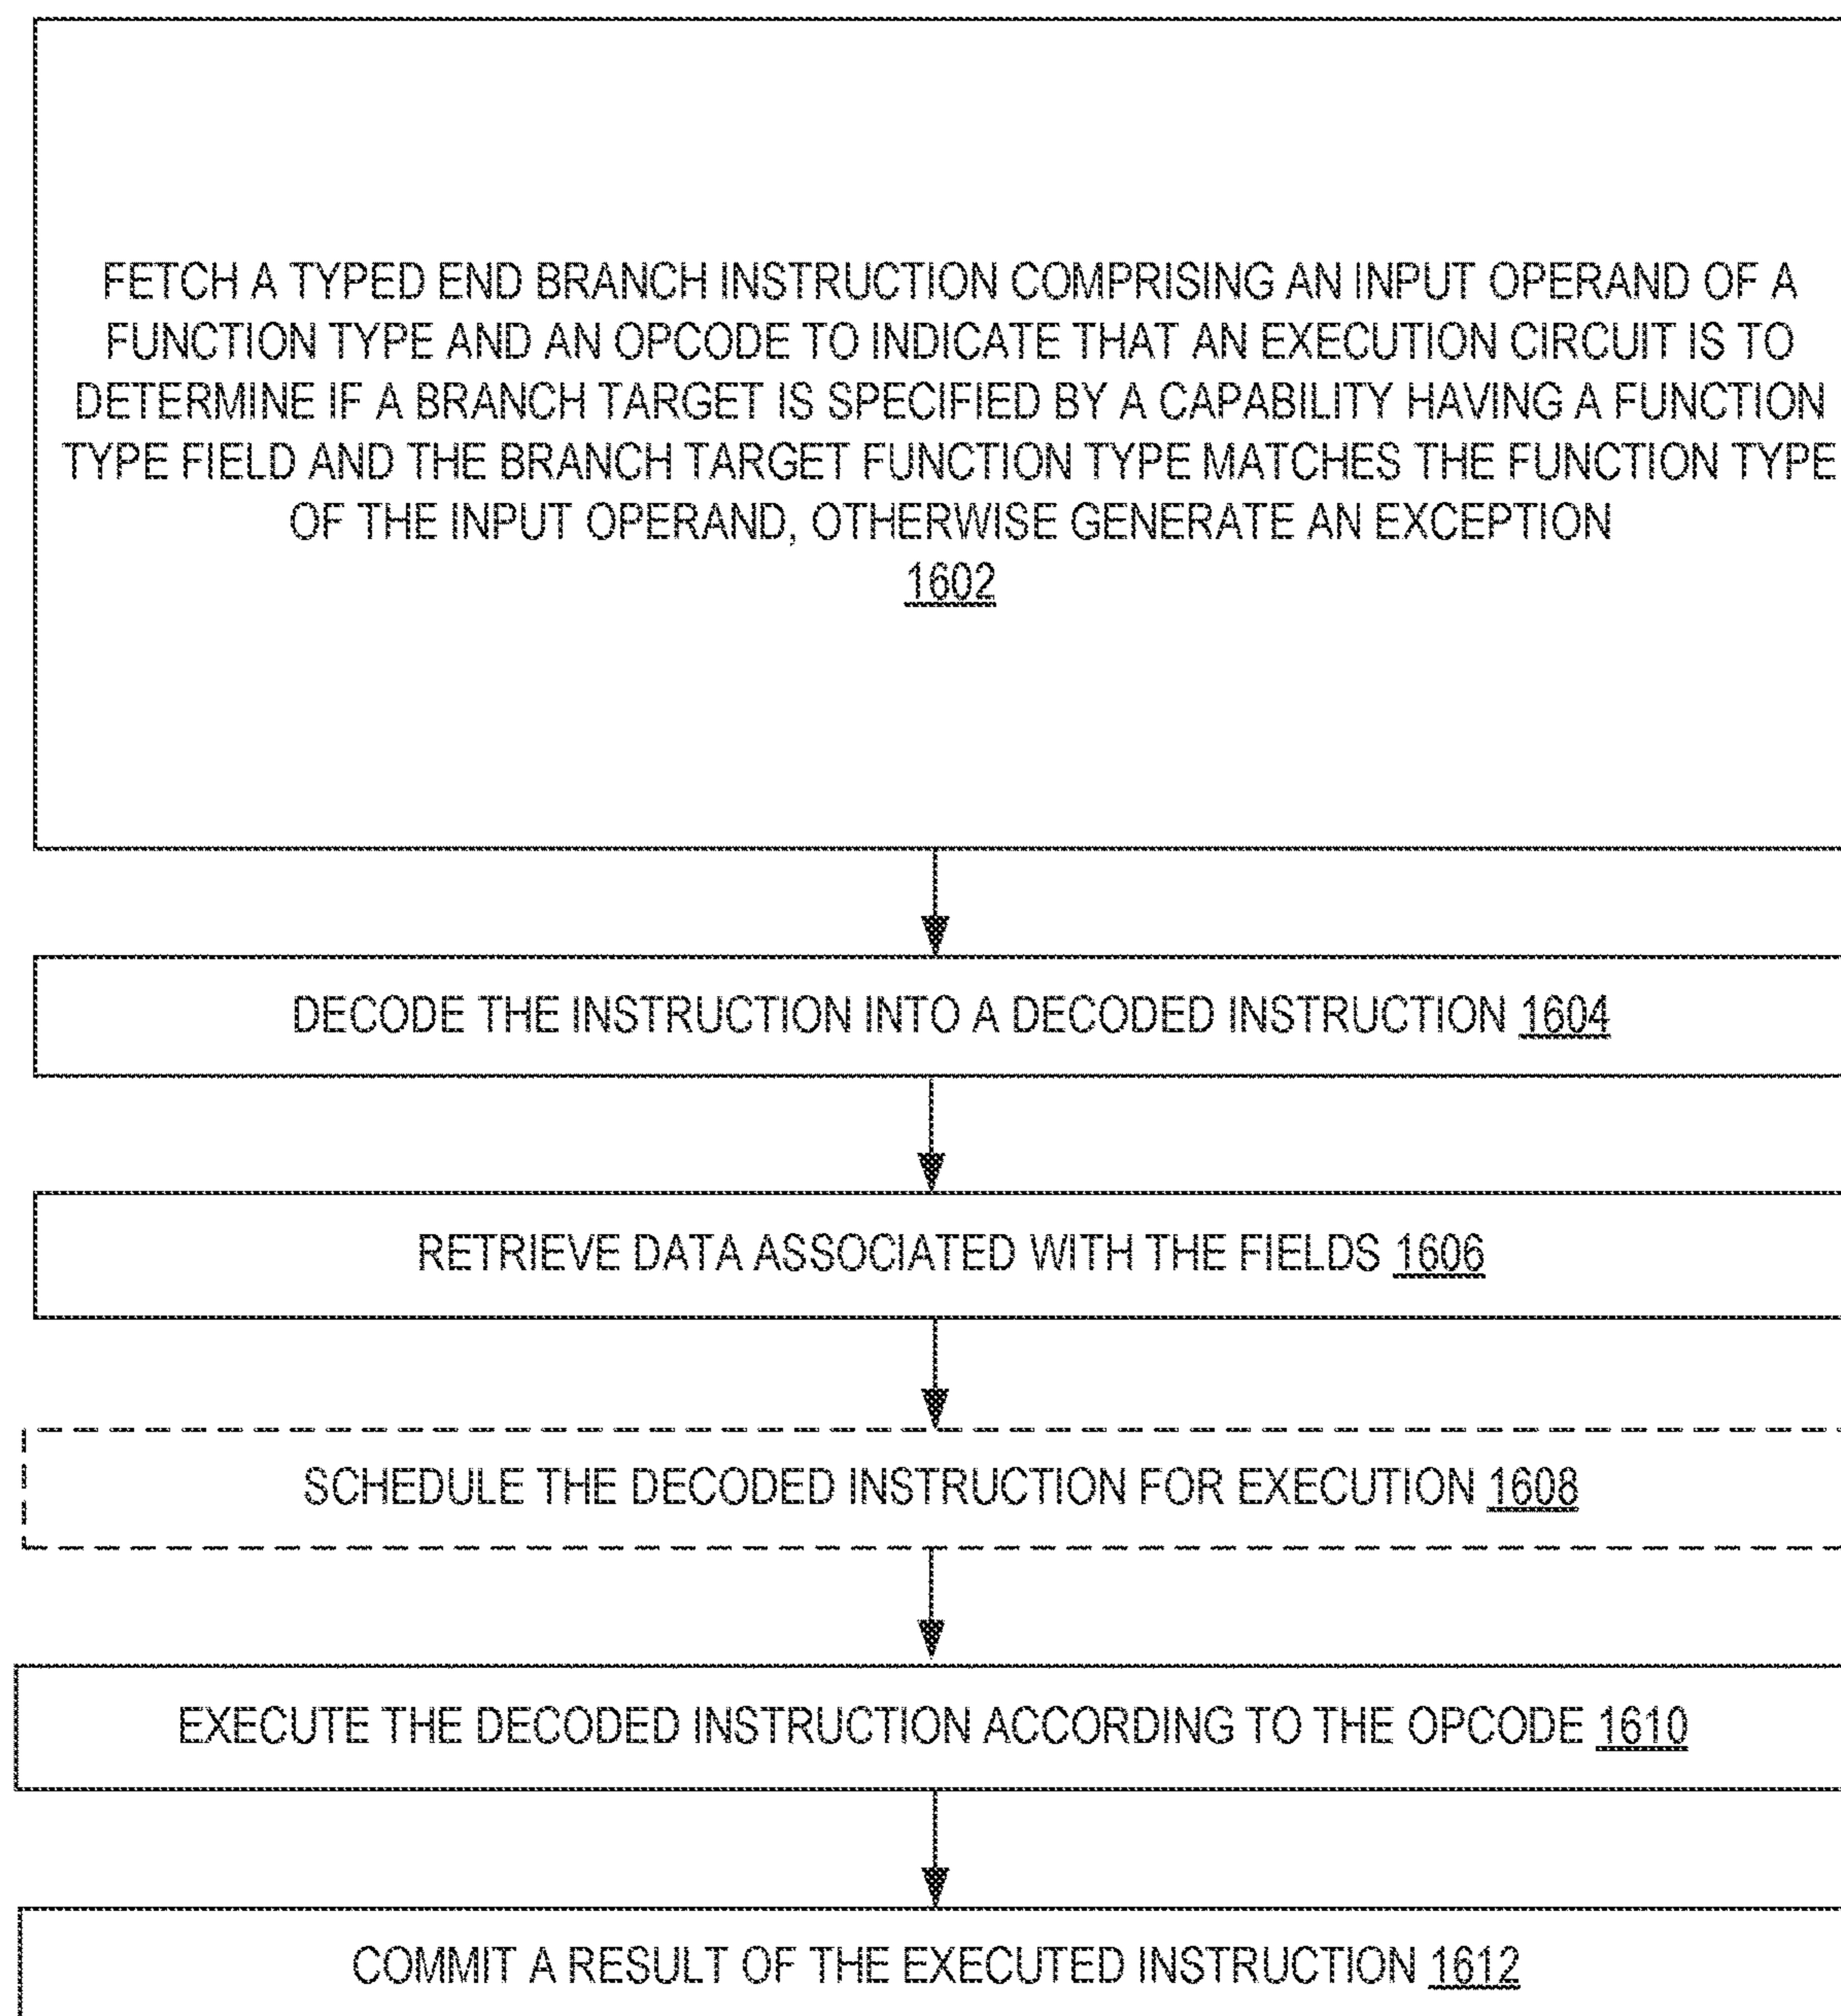 FETCH A TYPED END BRANCH INSTRUCTION COMPRISING AN INPUT OPERAND OF A
FUNCTION TYPE AND AN OPCODE TO INDICATE THAT AN EXECUTION CIRCUIT IS TO
DETERMINE IF A BRANCH TARGET IS SPECIFIED BY A CAPABILITY HAVING A FUNCTION
TYPE FIELD AND THE BRANCH TARGET FUNCTION TYPE MATCHES THE FUNCTION TYPE
OF THE INPUT OPERAND, OTHERWISE GENERATE AN EXCEPTION
1602
DECODE THE INSTRUCTION INTO A DECODED INSTRUCTION 1604
RETRIEVE DATA ASSOCIATED WITH THE FIELDS 1606
SCHEDULE THE DECODED INSTRUCTION FOR EXECUTION 1608
EXECUTE THE DECODED INSTRUCTION ACCORDING TO THE OPCODE 1610
COMMIT A RESULT OF THE EXECUTED INSTRUCTION 1612